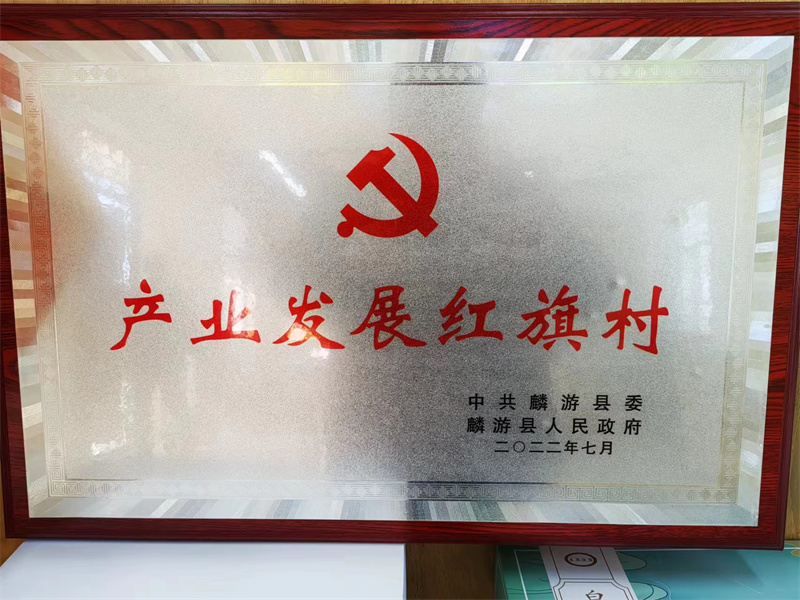 产业发展红旗村
中共麟游县委
麟游县人民政府
二〇二二年七月